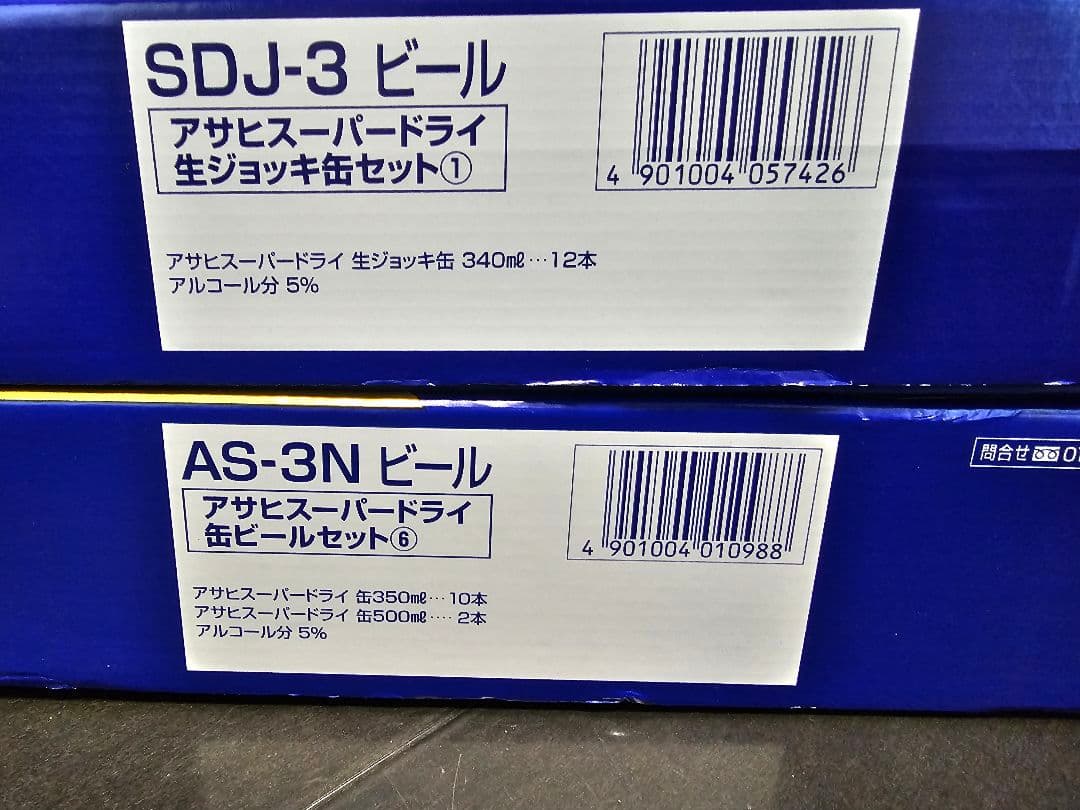 SDJ-3 ビール
アサヒスーパードライ
生ジョッキ缶セット①
4 901004 057426
アサヒスーパードライ 生ジョッキ缶 340㎖…12本
アルコール分 5%
AS-3N ビール
アサヒスーパードライ
缶ビールセット⑥
4 901004 010988
アサヒスーパードライ 缶350㎖…10本
アサヒスーパードライ 缶500㎖‥‥2本
アルコール分 5%
問合せ